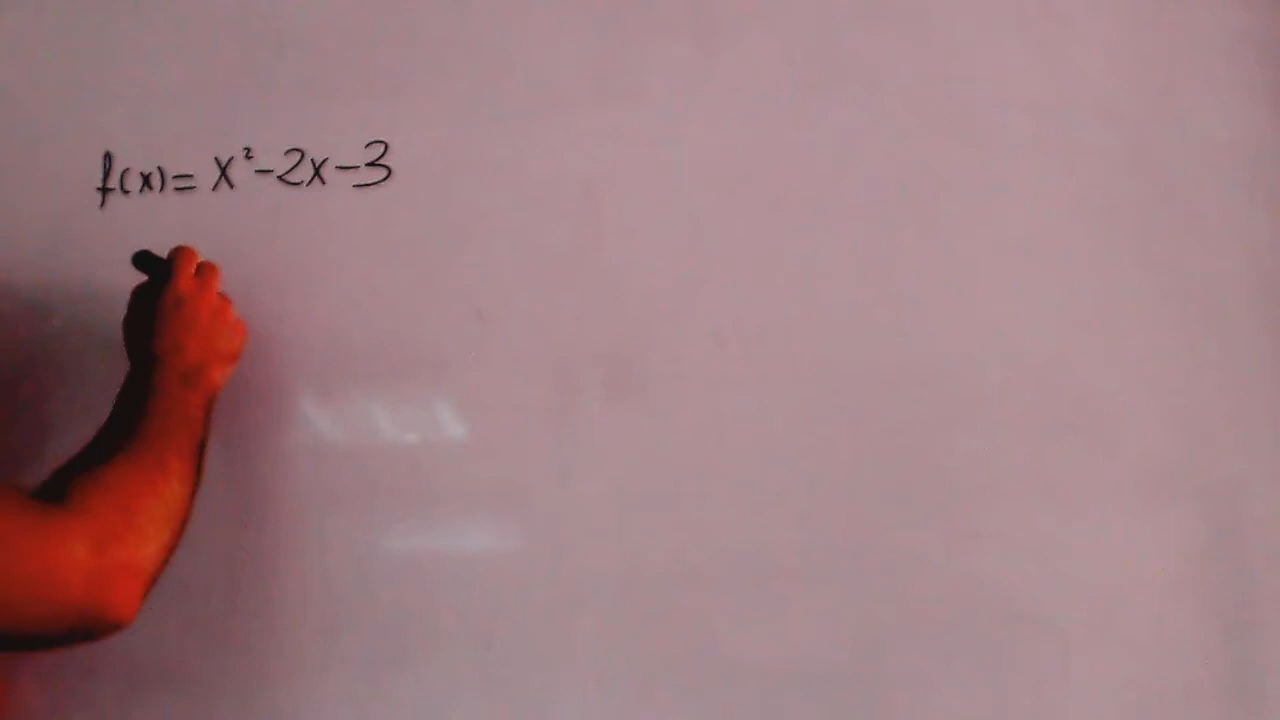 f(x) = x²-2x-3